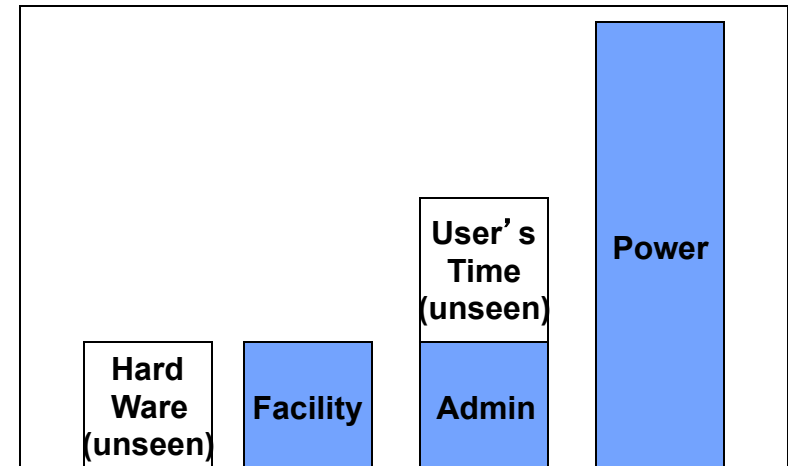 User’s
Time
(unseen)
Power
Hard
Ware
(unseen)
Facility
Admin